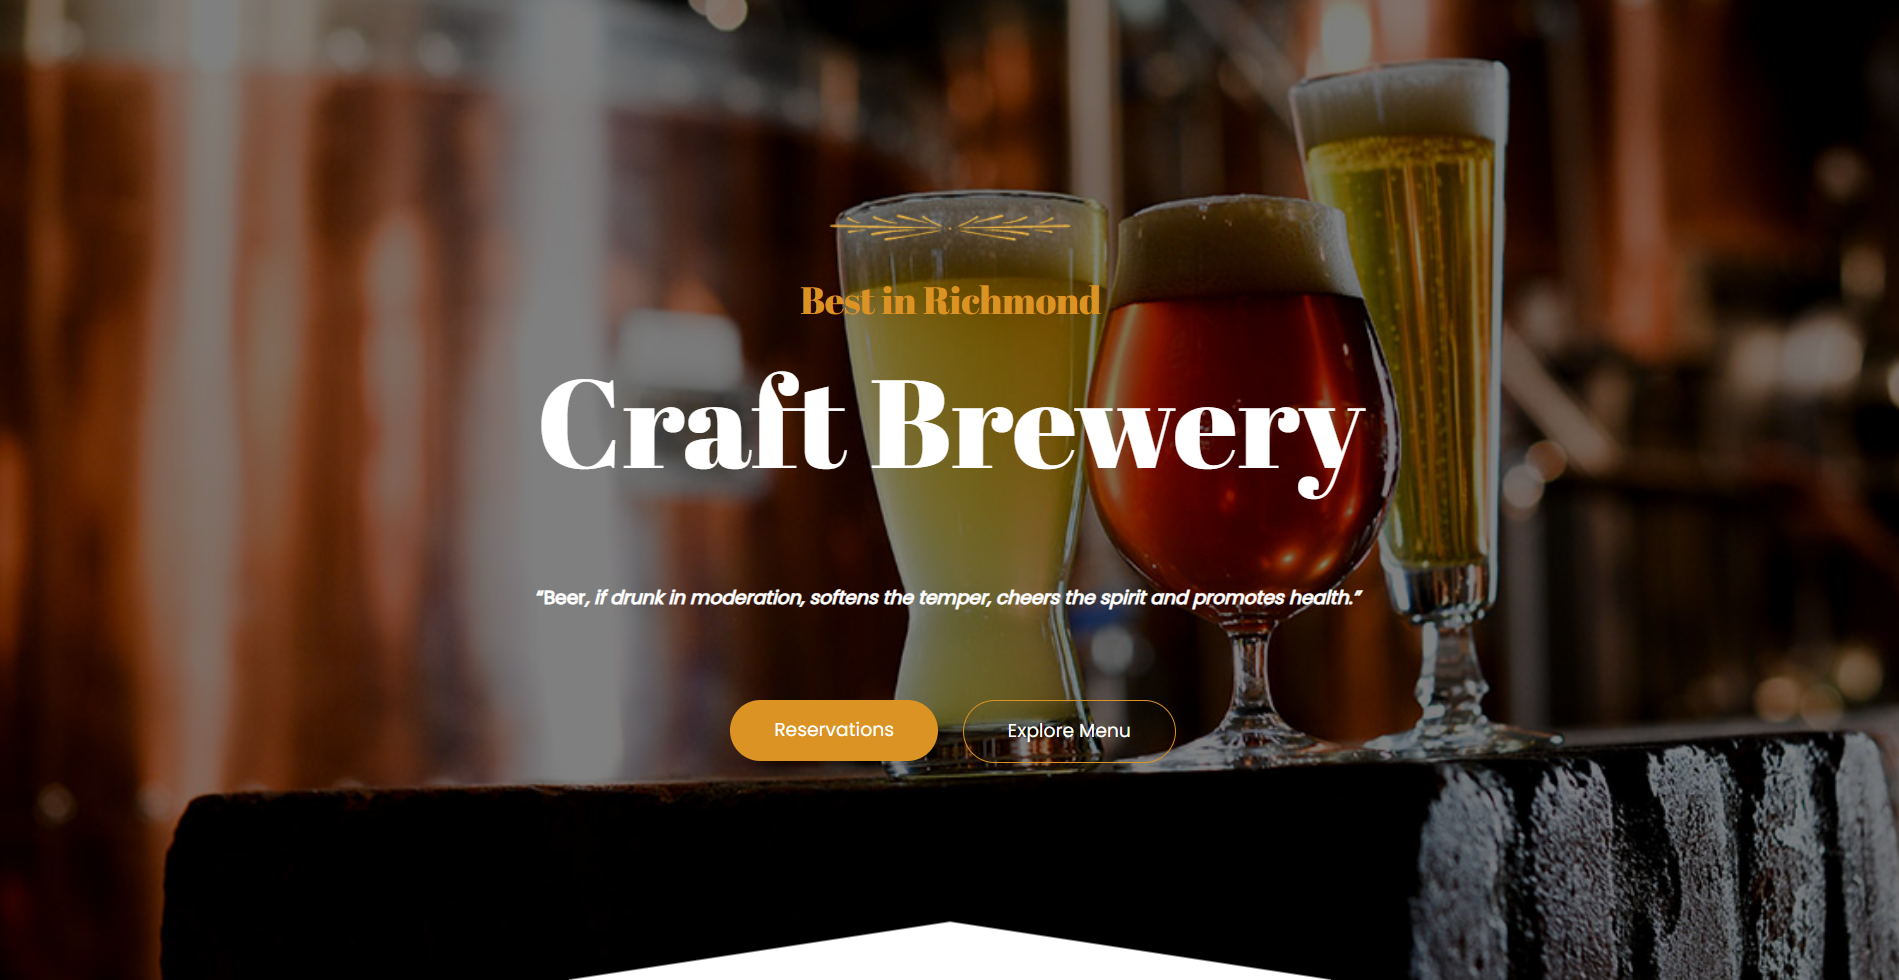 Best in Richmond
Craft Brewery
“Beer, if drunk in moderation, softens the temper, cheers the spirit and promotes health.”
Reservations
Explore Menu